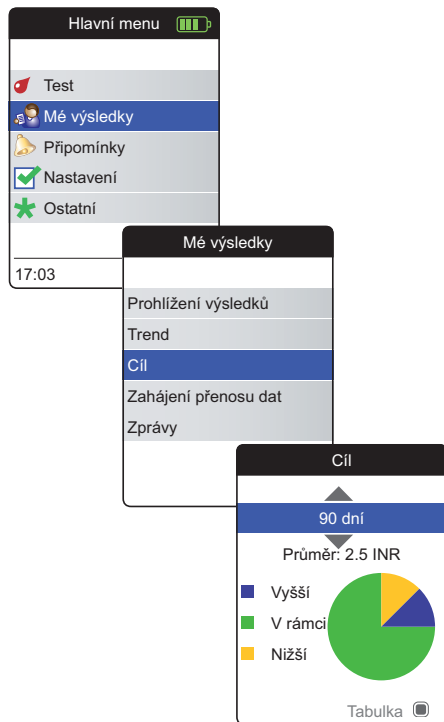 Hlavní menu
Test
Mé výsledky
Připomínky
Nastavení
Ostatní
17:03
Mé výsledky
Prohlížení výsledků
Trend
Cíl
Zahájení přenosu dat
Zprávy
Cíl
90 dní
Průměr: 2.5 INR
Vyšší
V rámci
Nižší
Tabulka